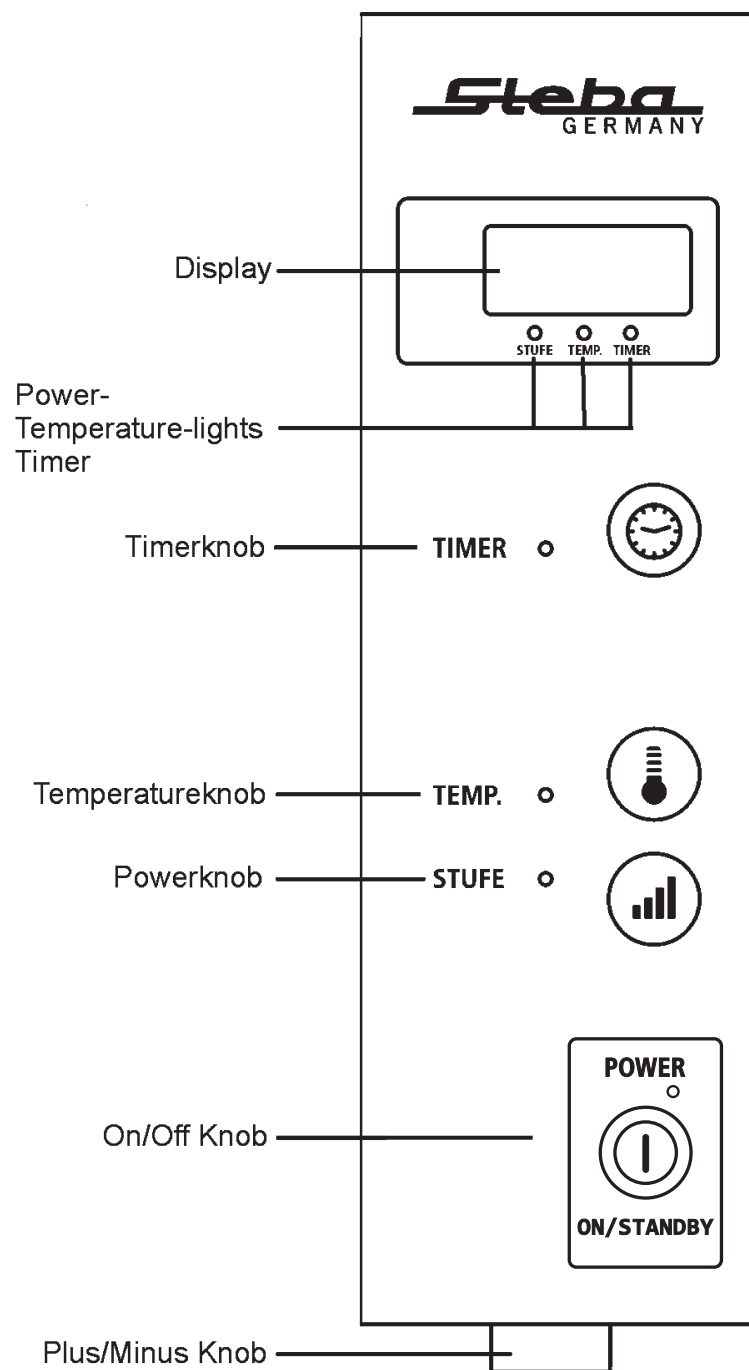 Steba
GERMANY
Display
STUFE TEMP. TIMER
Power-
Temperature-lights
Timer
Timerknob
TIMER
Temperatureknob
TEMP.
Powerknob
STUFE
POWER
On/Off Knob
ON/STANDBY
Plus/Minus Knob